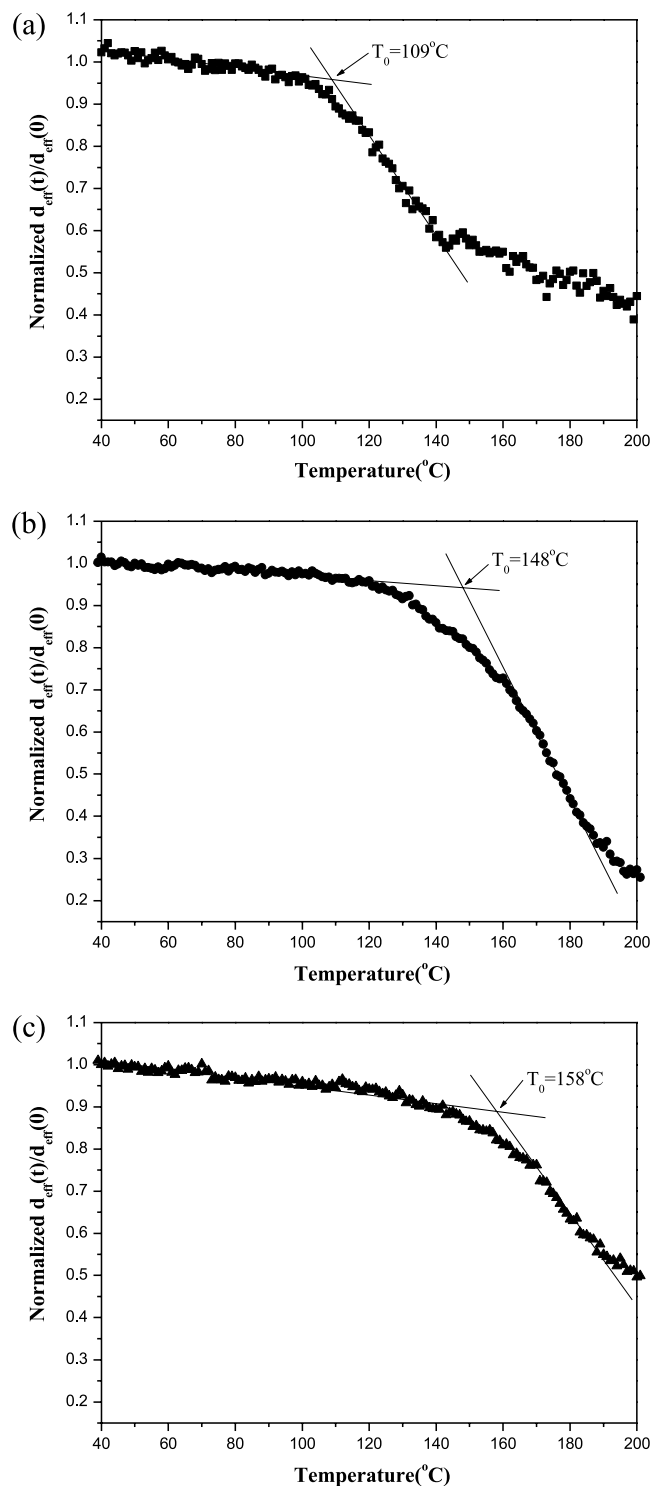 (a)
1.1
1.0
0.9
0.8
0.7
0.6
0.5
0.4
0.3
0.2
Normalized d_eff(t)/d_eff(0)
T_0=109°C
40 60 80 100 120 140 160 180 200
Temperature(°C)
(b)
1.1
1.0
0.9
0.8
0.7
0.6
0.5
0.4
0.3
0.2
Normalized d_eff(t)/d_eff(0)
T_0=148°C
40 60 80 100 120 140 160 180 200
Temperature(°C)
(c)
1.1
1.0
0.9
0.8
0.7
0.6
0.5
0.4
0.3
0.2
Normalized d_eff(t)/d_eff(0)
T_0=158°C
40 60 80 100 120 140 160 180 200
Temperature(°C)